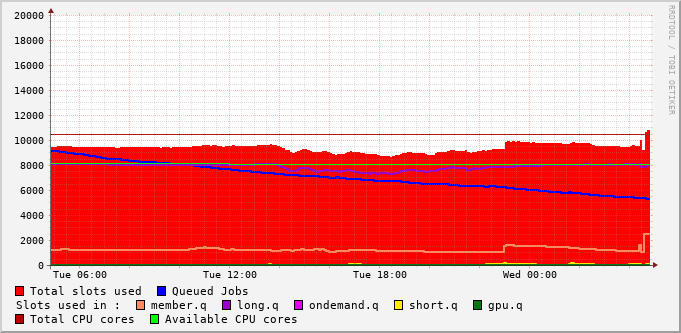 20000
18000
16000
14000
12000
10000
8000
6000
4000
2000
0
Tue 06:00 Tue 12:00 Tue 18:00 Wed 00:00
Total slots used Queued Jobs
Slots used in : member.q long.q ondemand.q short.q gpu.q
Total CPU cores Available CPU cores
RRDTOOL / TOBI OETIKER